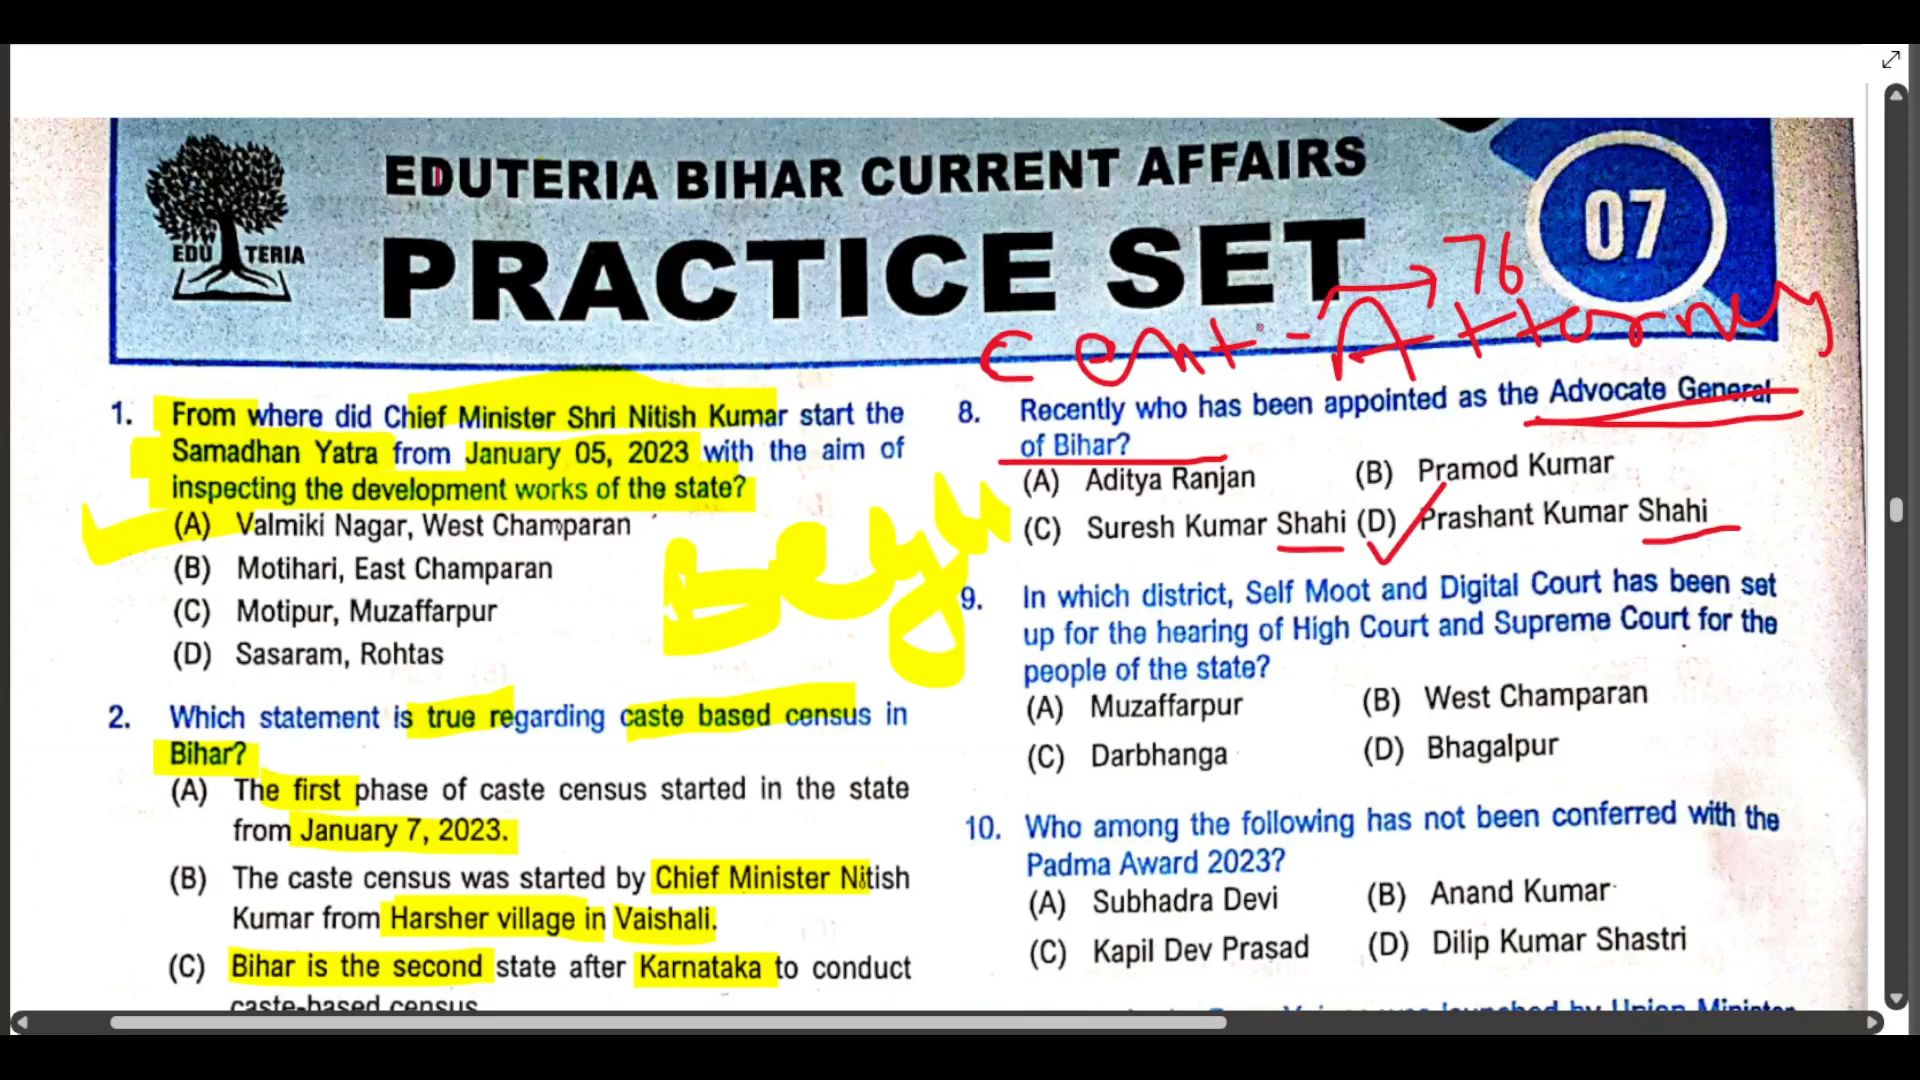 EDU TERIA
EDUTERIA BIHAR CURRENT AFFAIRS
PRACTICE SET
07
76
cent - Attorney
1. From where did Chief Minister Shri Nitish Kumar start the
Samadhan Yatra from January 05, 2023 with the aim of
inspecting the development works of the state?
(A) Valmiki Nagar, West Champaran
(B) Motihari, East Champaran
(C) Motipur, Muzaffarpur
(D) Sasaram, Rohtas
2. Which statement is true regarding caste based census in
Bihar?
(A) The first phase of caste census started in the state
from January 7, 2023.
(B) The caste census was started by Chief Minister Nitish
Kumar from Harsher village in Vaishali.
(C) Bihar is the second state after Karnataka to conduct
caste-based census
8. Recently who has been appointed as the Advocate General
of Bihar?
(A) Aditya Ranjan (B) Pramod Kumar
(C) Suresh Kumar Shahi (D) Prashant Kumar Shahi
9. In which district, Self Moot and Digital Court has been set
up for the hearing of High Court and Supreme Court for the
people of the state?
(A) Muzaffarpur (B) West Champaran
(C) Darbhanga (D) Bhagalpur
10. Who among the following has not been conferred with the
Padma Award 2023?
(A) Subhadra Devi (B) Anand Kumar
(C) Kapil Dev Prasad (D) Dilip Kumar Shastri
launched by Union Minister